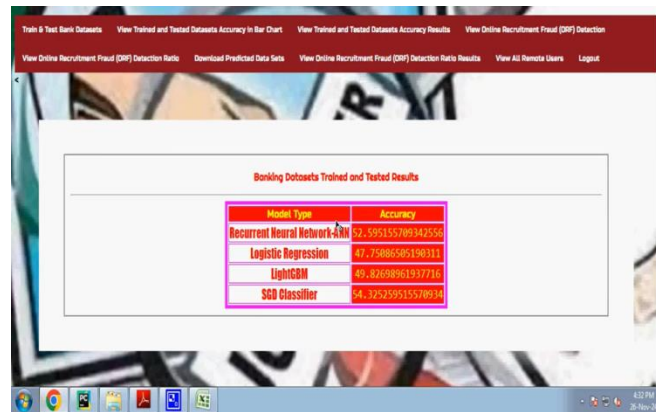 Train & Test Bank Datasets View Trained and Tested Datasets Accuracy in Bar Chart View Trained and Tested Datasets Accuracy Results View Online Recruitment Fraud (ORF) Detection
View Online Recruitment Fraud (ORF) Detection Ratio Download Predicted Data Sets View Online Recruitment Fraud (ORF) Detection Ratio Results View All Remote Users Logout
Banking Datasets Trained and Tested Results
Model Type Accuracy
Recurrent Neural Network-RNN 52.595155709342556
Logistic Regression 47.75086505190311
LightGBM 49.82698961937716
SGD Classifier 54.325259515570934
4:32 PM